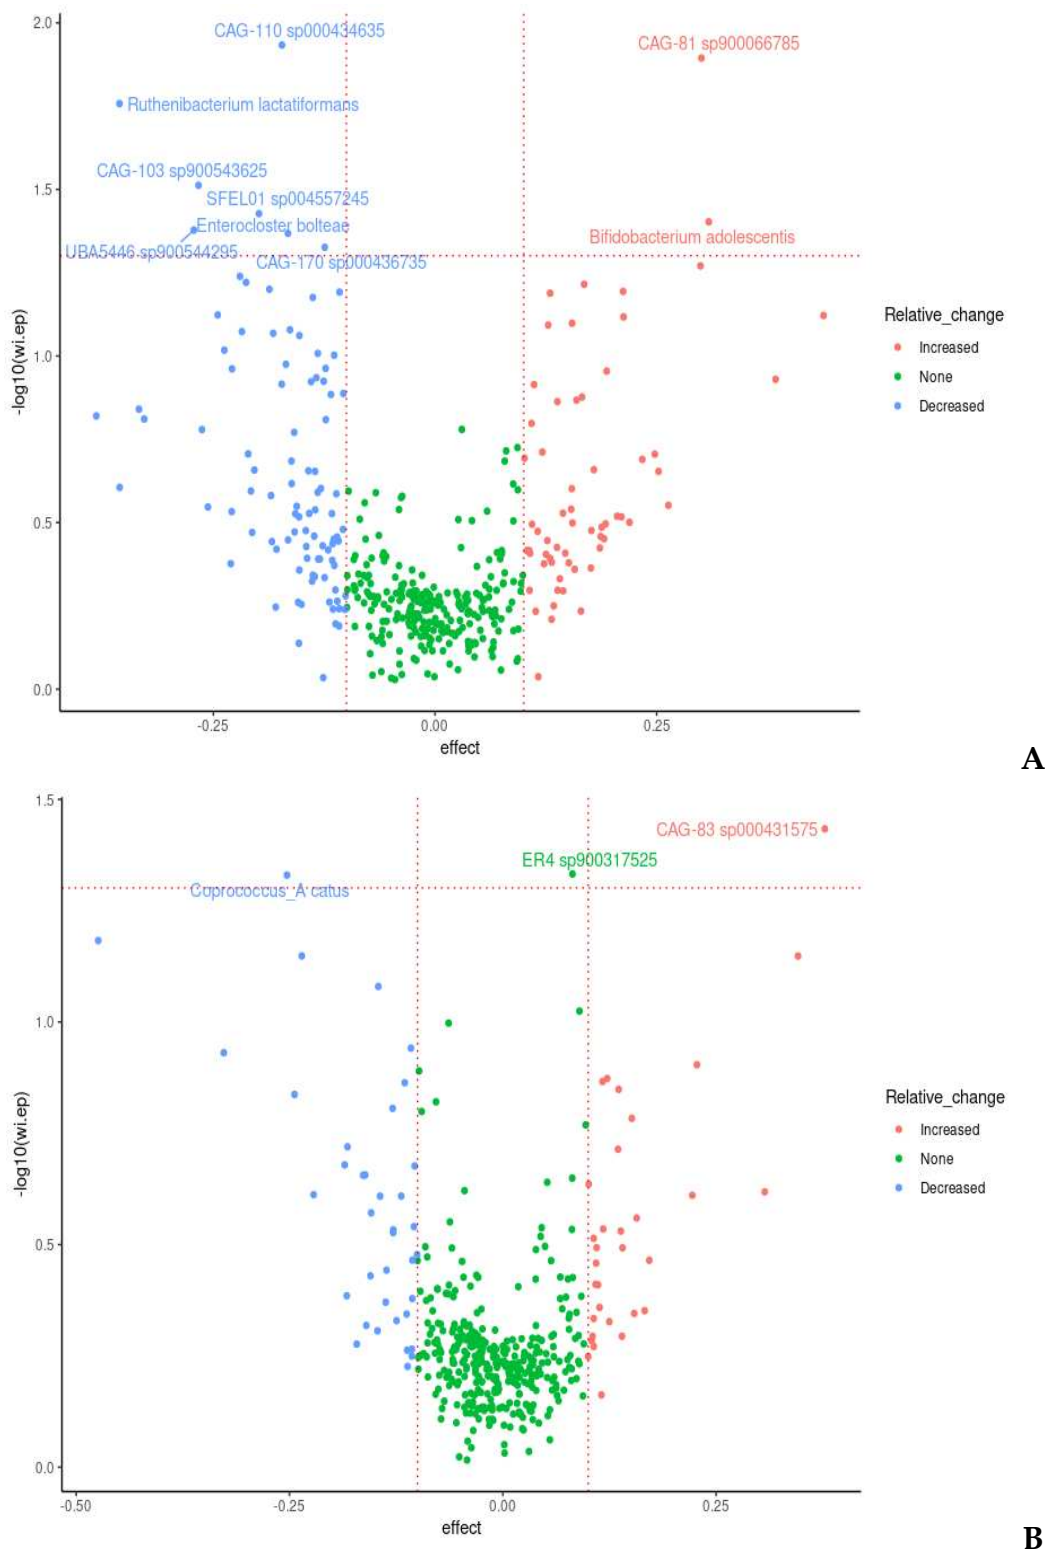 2.0
CAG-110 sp000434635
CAG-81 sp900066785
Ruthenibacterium lactatiformans
CAG-103 sp900543625
1.5
SFEL01 sp004557245
Enterocloster bolteae
Bifidobacterium adolescentis
UBA5446 sp900544295
CAG-170 sp000436735
Relative_change
Increased
None
Decreased
1.0
-log10(wi.ep)
0.5
0.0
-0.25
0.00
0.25
effect
A
1.5
CAG-83 sp000431575
ER4 sp900317525
Coprococcus_A catus
1.0
Relative_change
Increased
None
Decreased
-log10(wi.ep)
0.5
0.0
-0.50
-0.25
0.00
0.25
effect
B